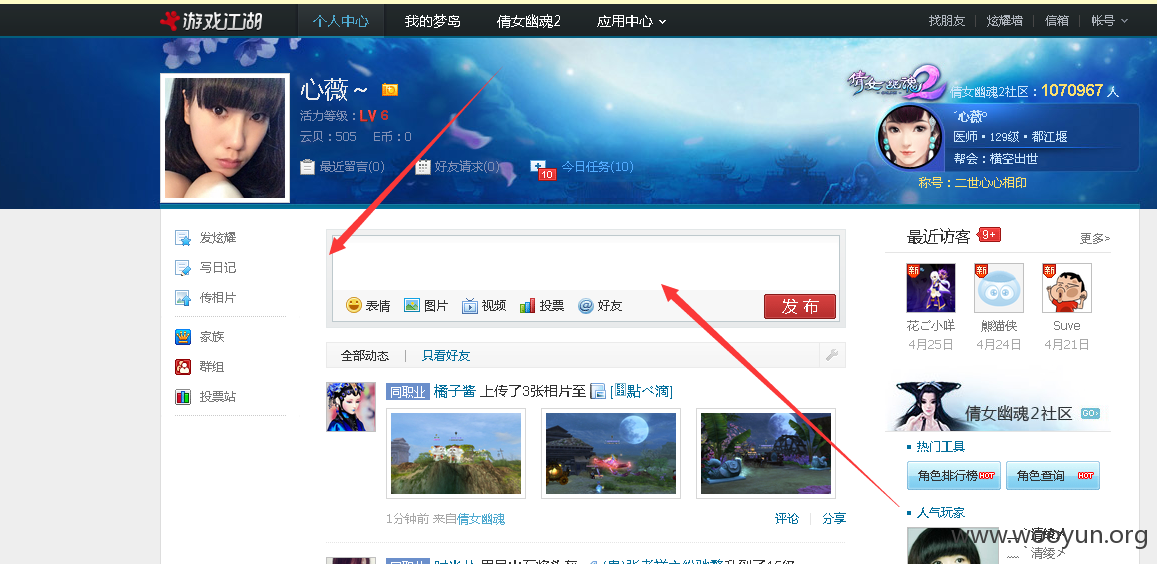 游戏江湖 个人中心 我的梦岛 倩女幽魂2 应用中心 找朋友 炫耀墙 信箱 帐号
心薇～
活力等级：LV 6
云贝：505 E币：0
最近留言(0) 好友请求(0) 10 今日任务(10)
倩女幽魂2
倩女幽魂2社区：1070967 人
心薇
医师·129级·都江堰
帮会：横空出世
称号：二世心心相印
发炫耀
写日记
传相片
家族
群组
投票站
表情 图片 视频 投票 好友 发 布
全部动态 | 只看好友
同职业 橘子酱 上传了3张相片至
1分钟前 来自倩女幽魂 评论 分享
同职业
最近访客 9+ 更多>
新 新 新
花ご小咩 熊猫侠 Suve
4月25日 4月24日 4月21日
倩女幽魂2社区 GO>
热门工具
角色排行榜HOT 角色查询 HOT
人气玩家
清绫
清绫
www.wooyun.org